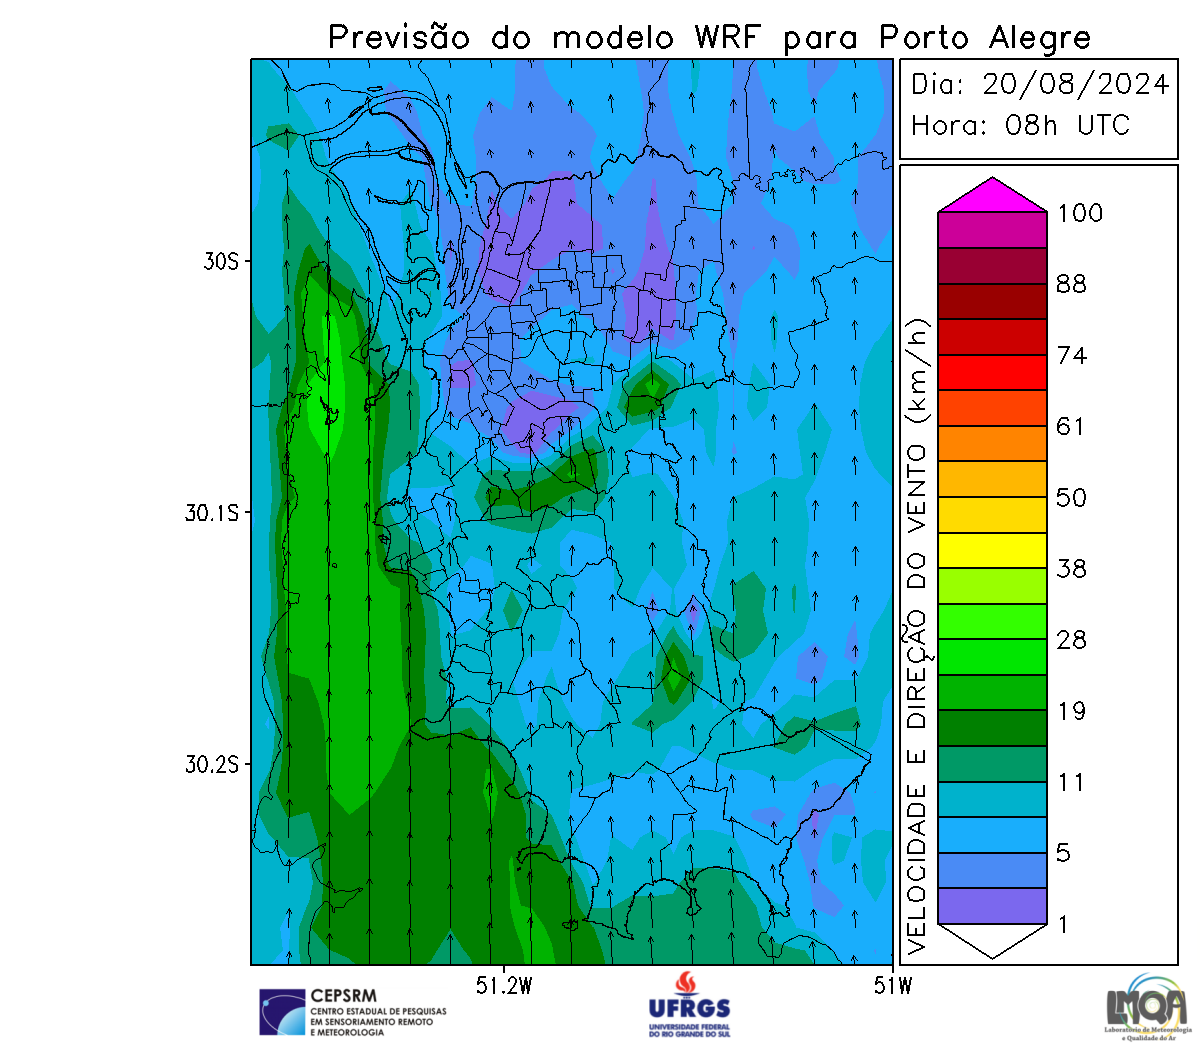 Previsão do modelo WRF para Porto Alegre
Dia: 20/08/2024
Hora: 08h UTC
30S
30.1S
30.2S
51.2W
51W
VELOCIDADE E DIREÇÃO DO VENTO (km/h)
100
88
74
61
50
38
28
19
11
5
1
CEPSRM
CENTRO ESTADUAL DE PESQUISAS
EM SENSORIAMENTO REMOTO
E METEOROLOGIA
UFRGS
UNIVERSIDADE FEDERAL
DO RIO GRANDE DO SUL
LMQA
Laboratório de Meteorologia
e Qualidade do Ar